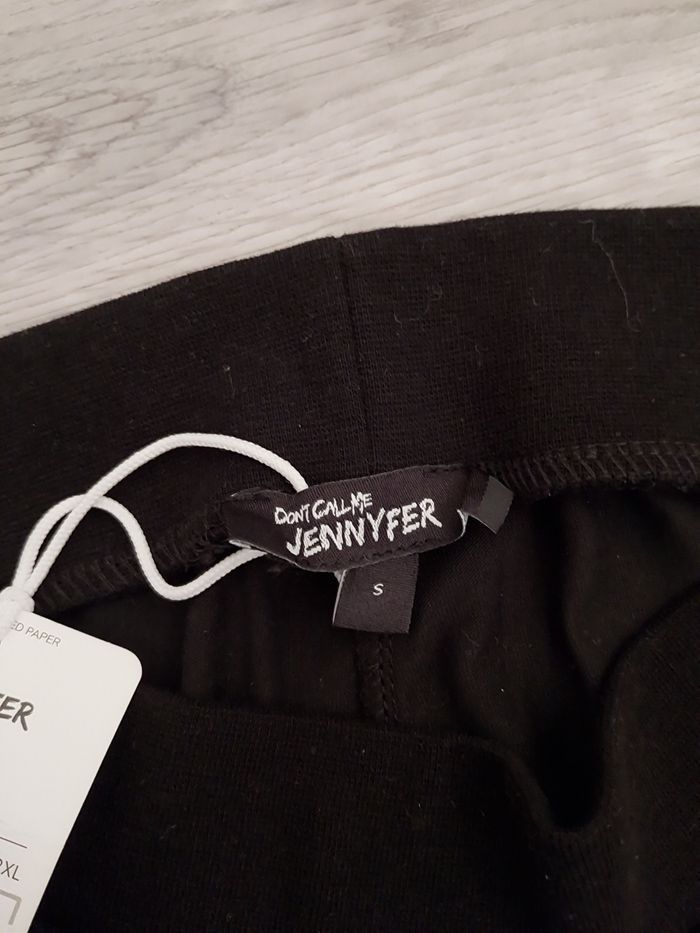 DON'T CALL ME
JENNYFER
S
ED PAPER
FER
XL